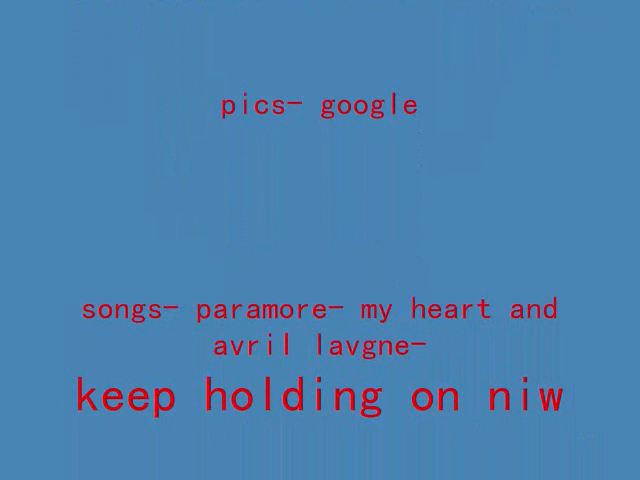 pics- google
songs- paramore- my heart and
avril lavgne-
keep holding on niw